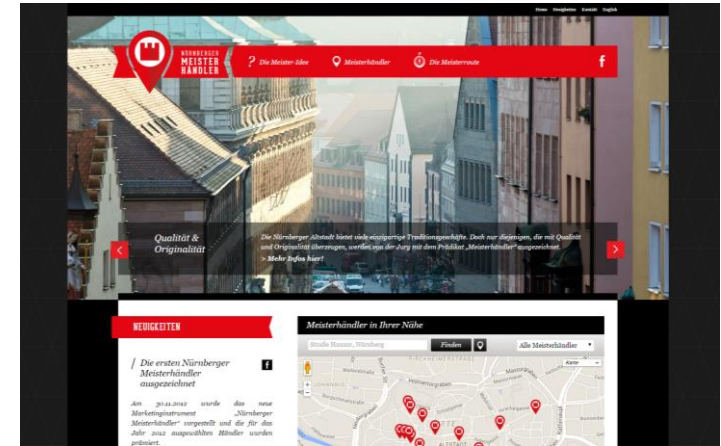 Home Neuigkeiten Kontakt English
NÜRNBERGER
MEISTER
HÄNDLER
? Die Meister-Idee
Meisterhändler
Die Meisterroute
f
Qualität &
Originalität
Die Nürnberger Altstadt bietet viele einzigartige Traditionsgeschäfte. Doch nur diejenigen, die mit Qualität
und Originalität überzeugen, werden von der Jury mit dem Prädikat „Meisterhändler" ausgezeichnet.
> Mehr Infos hier!
NEUIGKEITEN
/ Die ersten Nürnberger
Meisterhändler
ausgezeichnet
f
Am 30.11.2012 wurde das neue
Marketinginstrument „Nürnberger
Meisterhändler" vorgestellt und die für das
Jahr 2012 ausgewählten Händler wurden
prämiert.
Meisterhändler in Ihrer Nähe
Straße Hausnr, Nürnberg
Finden
Alle Meisterhändler
Karte
ALTSTADT